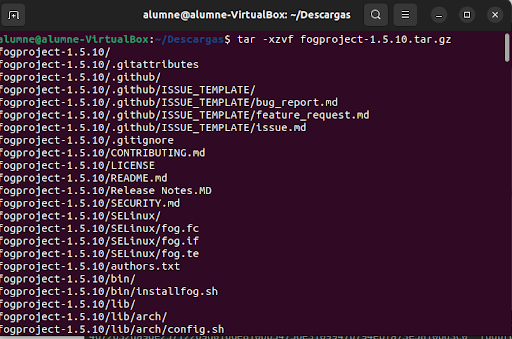 alumne@alumne-VirtualBox: ~/Descargas
alumne@alumne-VirtualBox:~/Descargas$ tar -xzvf fogproject-1.5.10.tar.gz
fogproject-1.5.10/
fogproject-1.5.10/.gitattributes
fogproject-1.5.10/.github/
fogproject-1.5.10/.github/ISSUE_TEMPLATE/
fogproject-1.5.10/.github/ISSUE_TEMPLATE/bug_report.md
fogproject-1.5.10/.github/ISSUE_TEMPLATE/feature_request.md
fogproject-1.5.10/.github/ISSUE_TEMPLATE/issue.md
fogproject-1.5.10/.gitignore
fogproject-1.5.10/CONTRIBUTING.md
fogproject-1.5.10/LICENSE
fogproject-1.5.10/README.md
fogproject-1.5.10/Release Notes.MD
fogproject-1.5.10/SECURITY.md
fogproject-1.5.10/SELinux/
fogproject-1.5.10/SELinux/fog.fc
fogproject-1.5.10/SELinux/fog.if
fogproject-1.5.10/SELinux/fog.te
fogproject-1.5.10/authors.txt
fogproject-1.5.10/bin/
fogproject-1.5.10/bin/installfog.sh
fogproject-1.5.10/lib/
fogproject-1.5.10/lib/arch/
fogproject-1.5.10/lib/arch/config.sh